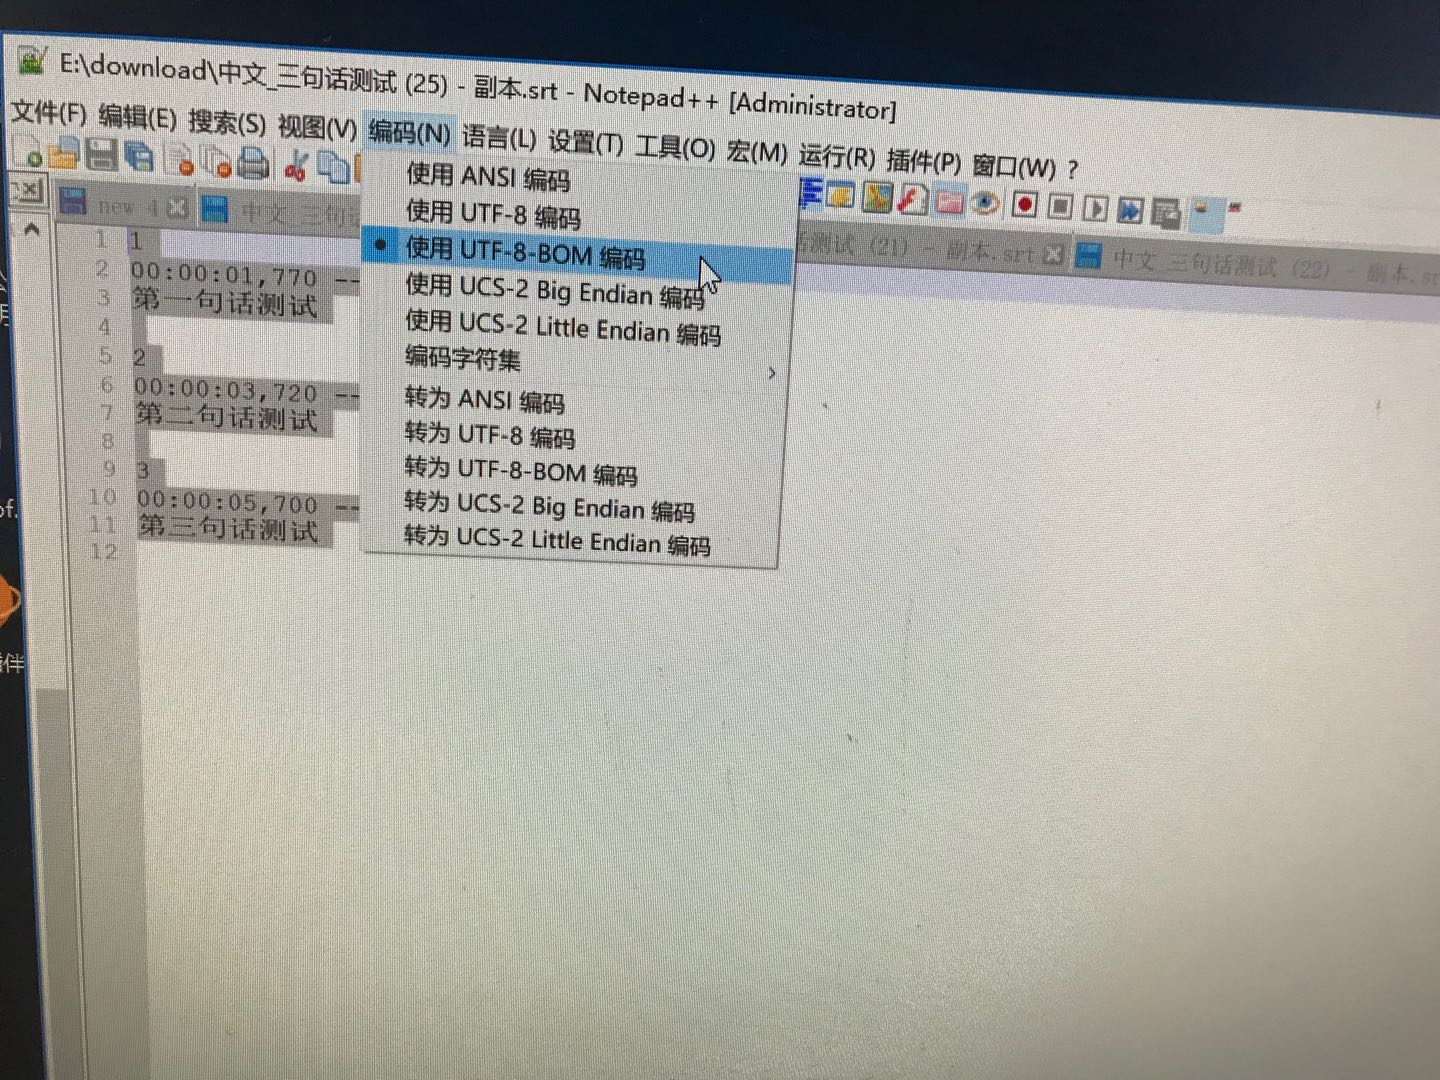 E:\download\中文_三句话测试 (25) - 副本.srt - Notepad++ [Administrator]
文件(F) 编辑(E) 搜索(S) 视图(V) 编码(N) 语言(L) 设置(T) 工具(O) 宏(M) 运行(R) 插件(P) 窗口(W) ?
new 4 中文_三句 话测试 (21) - 副本.srt 中文_三句话测试 (22) - 副本.sr
使用 ANSI 编码
使用 UTF-8 编码
使用 UTF-8-BOM 编码
使用 UCS-2 Big Endian 编码
使用 UCS-2 Little Endian 编码
编码字符集
转为 ANSI 编码
转为 UTF-8 编码
转为 UTF-8-BOM 编码
转为 UCS-2 Big Endian 编码
转为 UCS-2 Little Endian 编码
1 1
2 00:00:01,770 --
3 第一句话测试
4
5 2
6 00:00:03,720 --
7 第二句话测试
8
9 3
10 00:00:05,700 --
11 第三句话测试
12
of.
伴